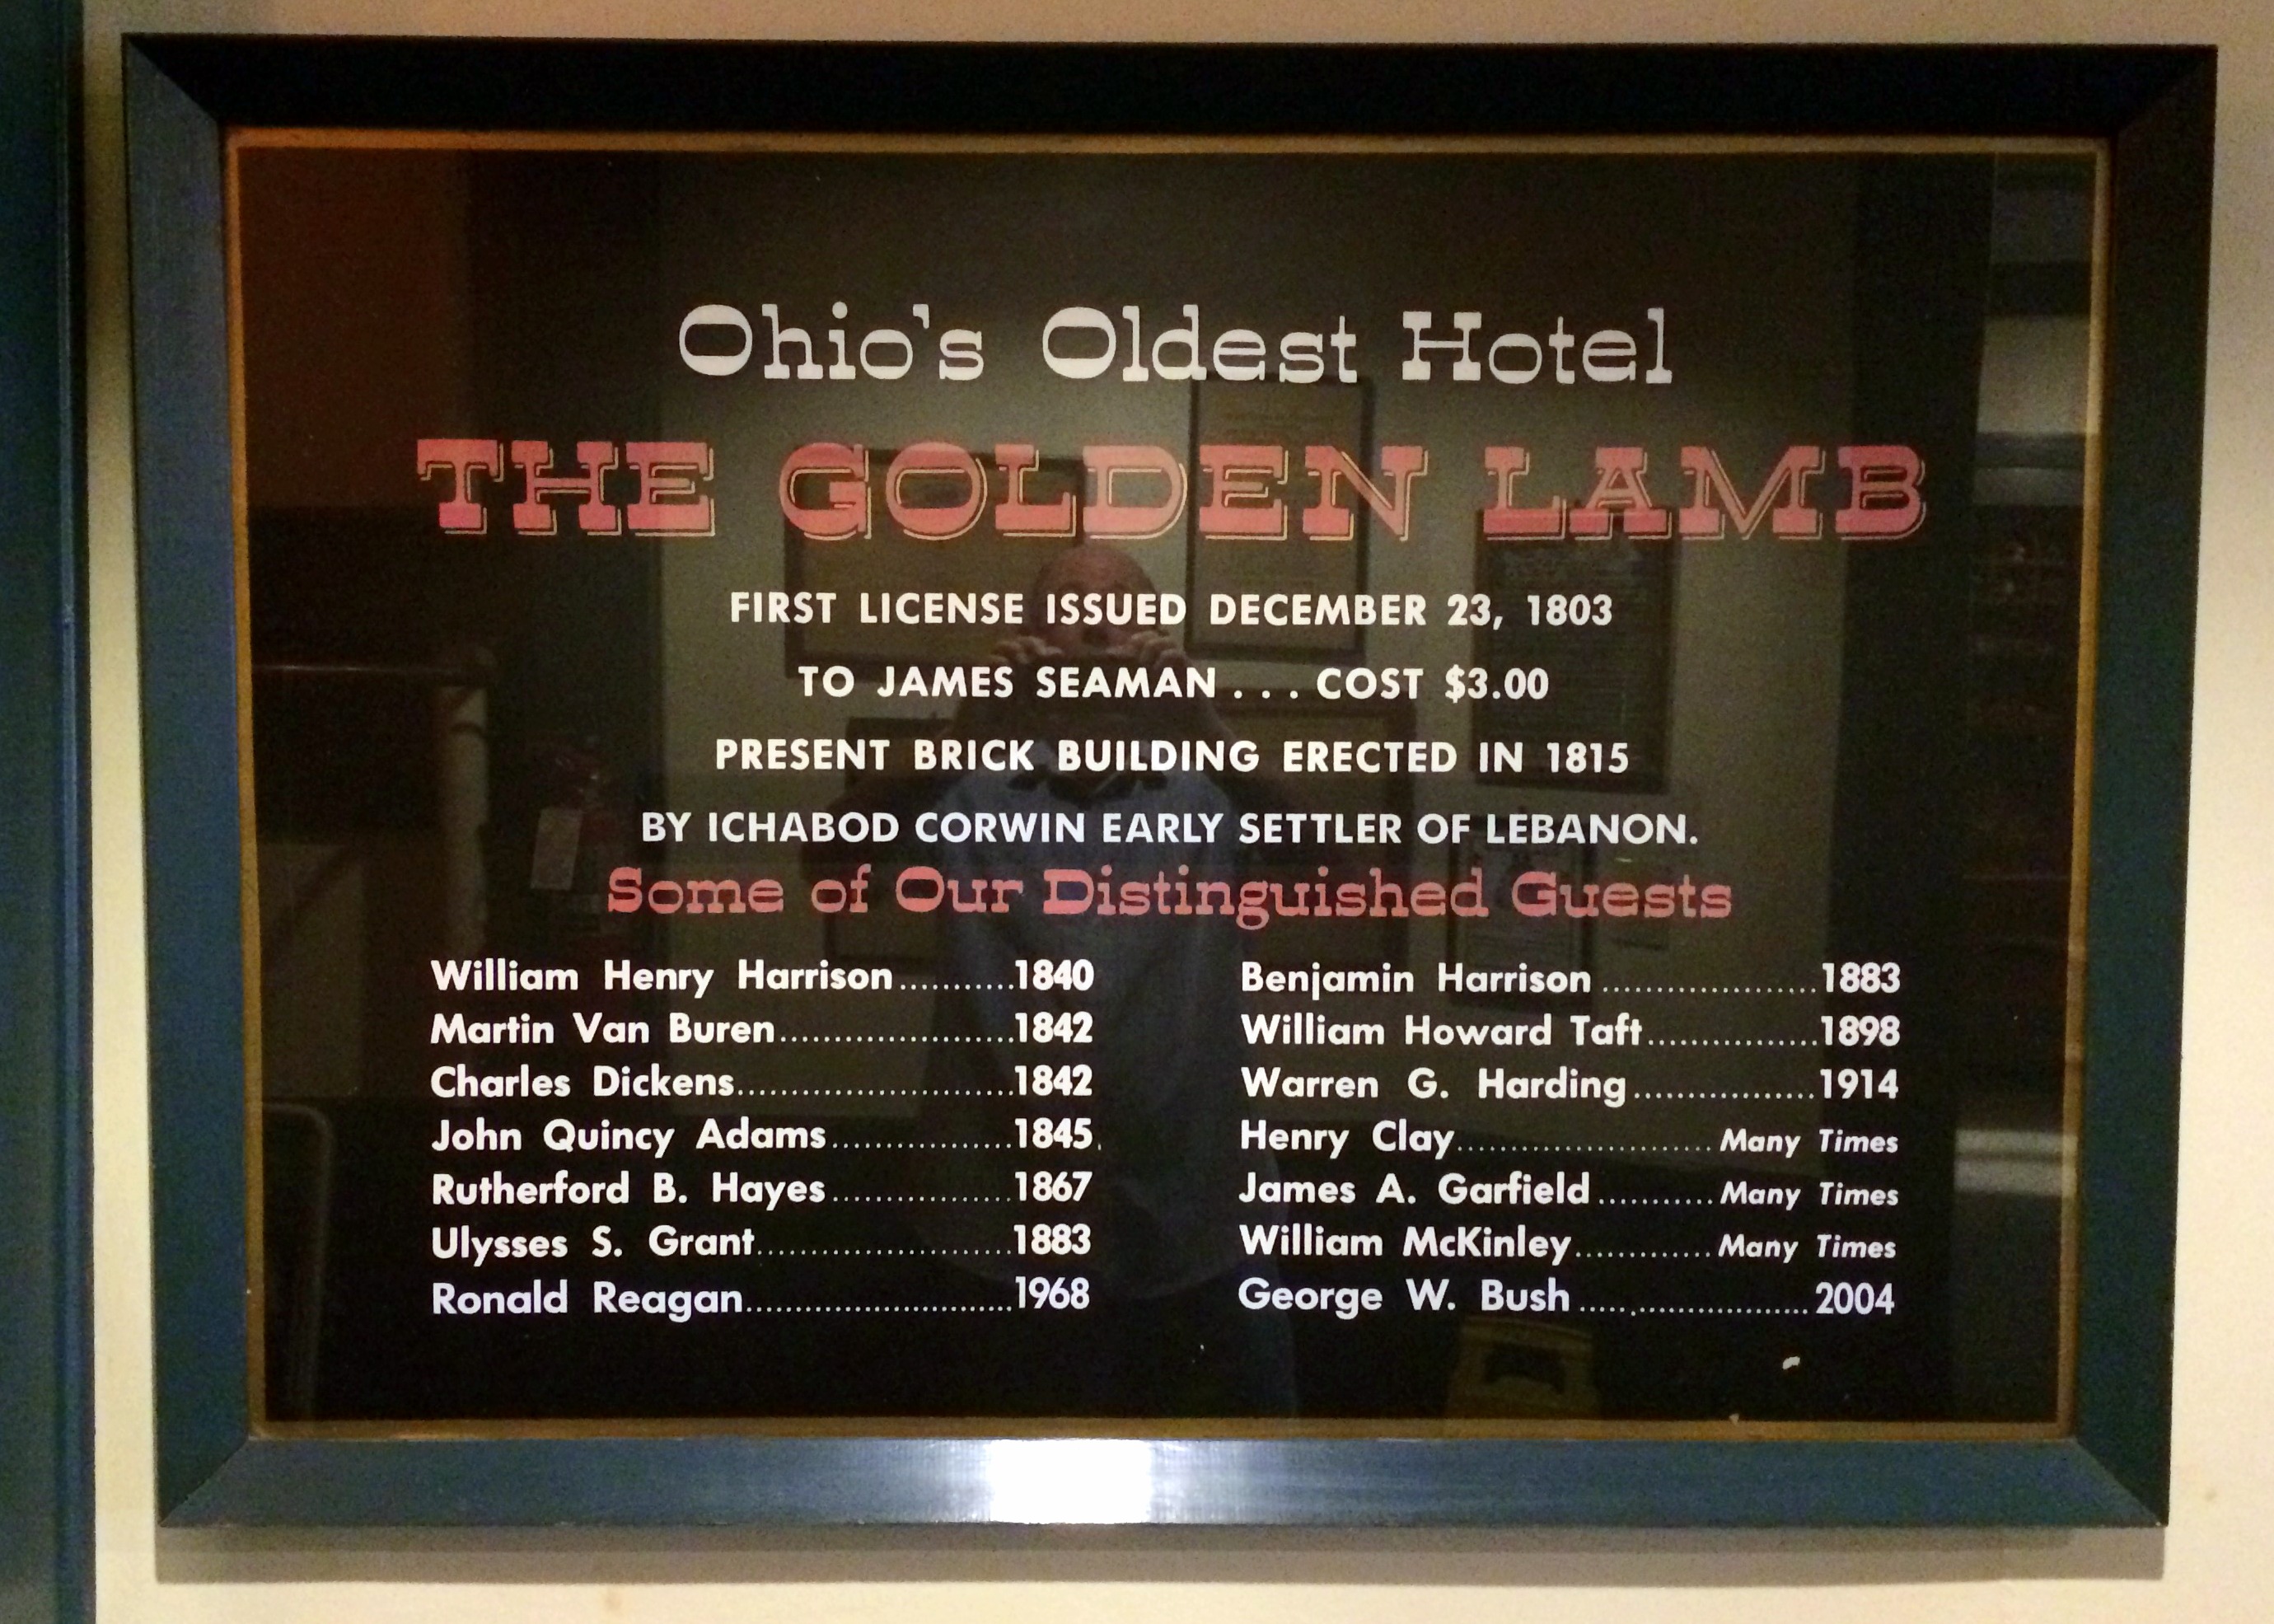 Ohio's Oldest Hotel
THE GOLDEN LAMB
FIRST LICENSE ISSUED DECEMBER 23, 1803
TO JAMES SEAMAN . . . COST $3.00
PRESENT BRICK BUILDING ERECTED IN 1815
BY ICHABOD CORWIN EARLY SETTLER OF LEBANON.
Some of Our Distinguished Guests
William Henry Harrison...........1840
Martin Van Buren......................1842
Charles Dickens..........................1842
John Quincy Adams.................1845
Rutherford B. Hayes.................1867
Ulysses S. Grant........................1883
Ronald Reagan.........................1968
Benjamin Harrison....................1883
William Howard Taft................1898
Warren G. Harding.................1914
Henry Clay........................Many Times
James A. Garfield...........Many Times
William McKinley.............Many Times
George W. Bush......................2004